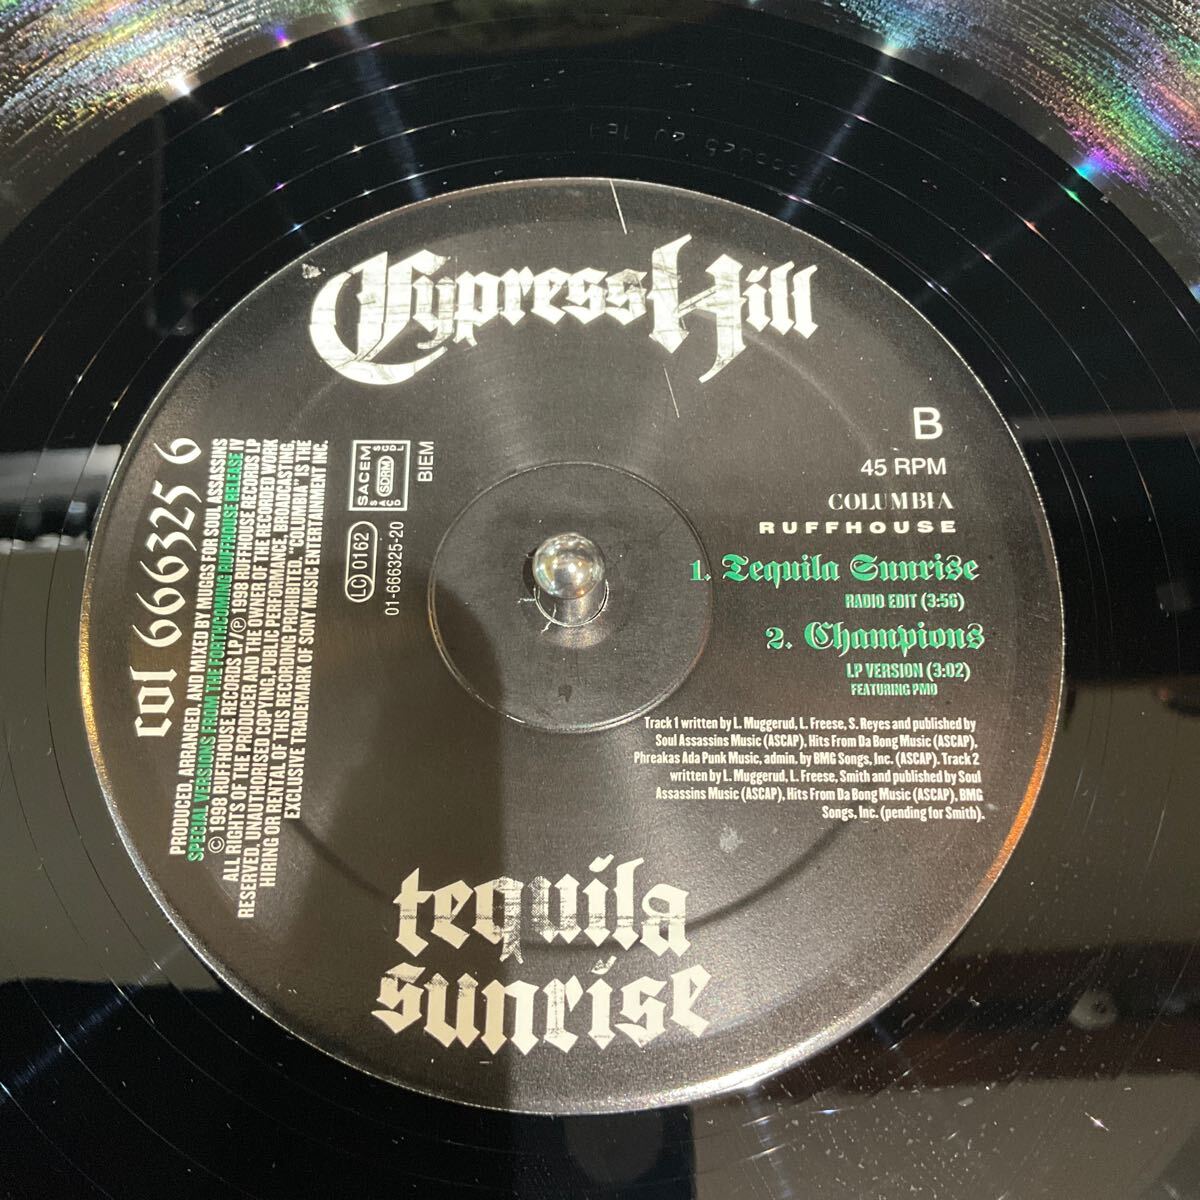 Cypress Hill
B
45 RPM
COLUMBIA
RUFFHOUSE
1. Tequila Sunrise
RADIO EDIT (3:56)
2. Champions
LP VERSION (3:02)
FEATURING PMD
Track 1 written by L. Muggerud, L. Freese, S. Reyes and published by
Soul Assassins Music (ASCAP), Hits From Da Bong Music (ASCAP),
Phreakas Ada Punk Music, admin. by BMG Songs, Inc. (ASCAP). Track 2
written by L. Muggerud, L. Freese, Smith and published by Soul
Assassins Music (ASCAP), Hits From Da Bong Music (ASCAP), BMG
Songs, Inc. (pending for Smith).
tequila
sunrise
col 666325 6
PRODUCED, ARRANGED, AND MIXED BY MUGGS FOR SOUL ASSASSINS
SPECIAL VERSIONS FROM THE FORTHCOMING RUFFHOUSE RELEASE IV
© 1998 RUFFHOUSE RECORDS LP/℗ 1998 RUFFHOUSE RECORDS LP
ALL RIGHTS OF THE PRODUCER AND THE OWNER OF THE RECORDED WORK
RESERVED. UNAUTHORISED COPYING, PUBLIC PERFORMANCE, BROADCASTING,
HIRING OR RENTAL OF THIS RECORDING PROHIBITED. "COLUMBIA" IS THE
EXCLUSIVE TRADEMARK OF SONY MUSIC ENTERTAINMENT INC.
SACEM
SDRM
SACD
SGDL
BIEM
LC 0162
01-666325-20